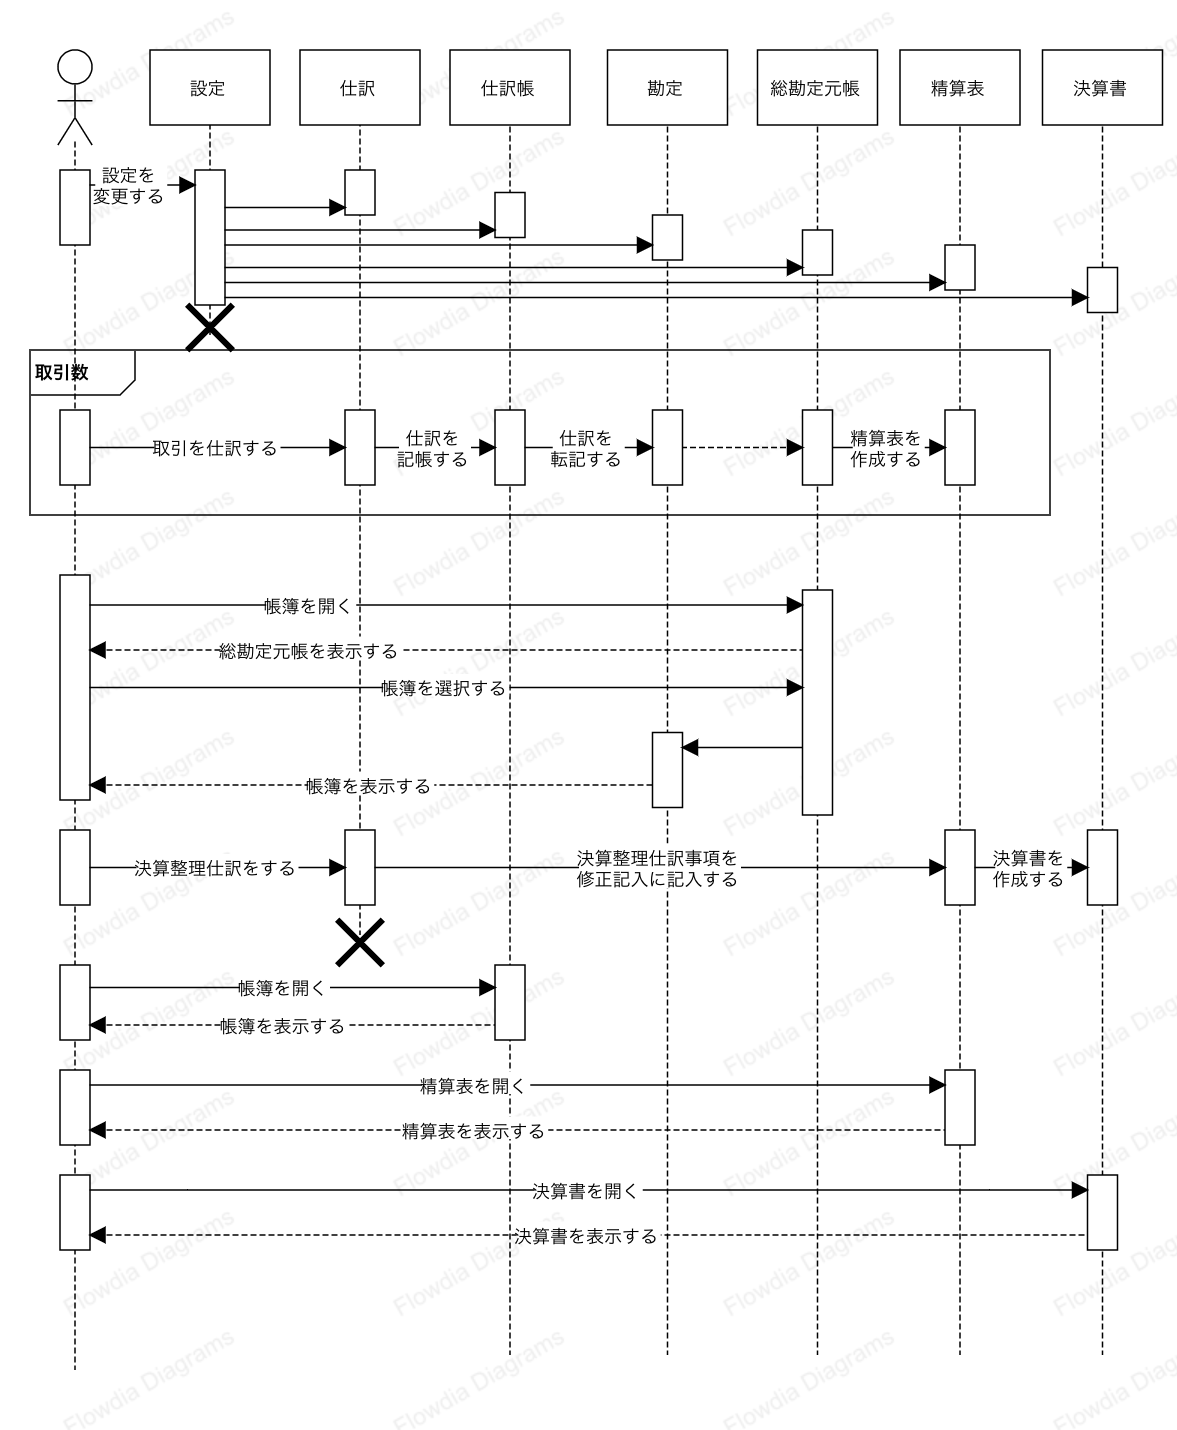 設定
仕訳
仕訳帳
勘定
総勘定元帳
精算表
決算書
設定を
変更する
取引数
取引を仕訳する
仕訳を
記帳する
仕訳を
転記する
精算表を
作成する
帳簿を開く
総勘定元帳を表示する
帳簿を選択する
帳簿を表示する
決算整理仕訳をする
決算整理仕訳事項を
修正記入に記入する
決算書を
作成する
帳簿を開く
帳簿を表示する
精算表を開く
精算表を表示する
決算書を開く
決算書を表示する
Flowdia Diagrams